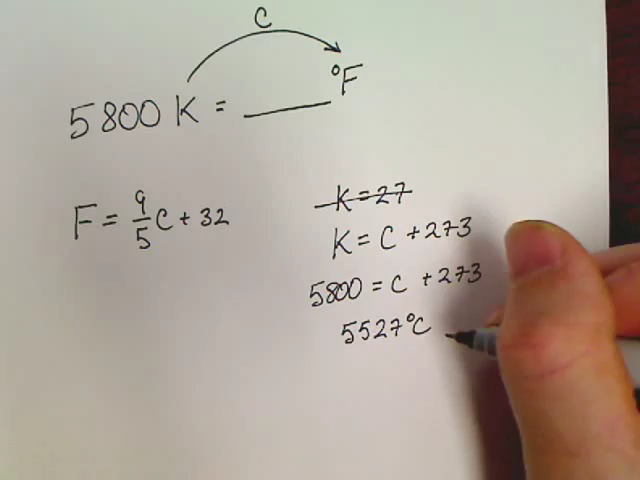 C
5800 K = ____ °F
F = 9/5 C + 32
K = 27
K = C + 273
5800 = C + 273
5527°C